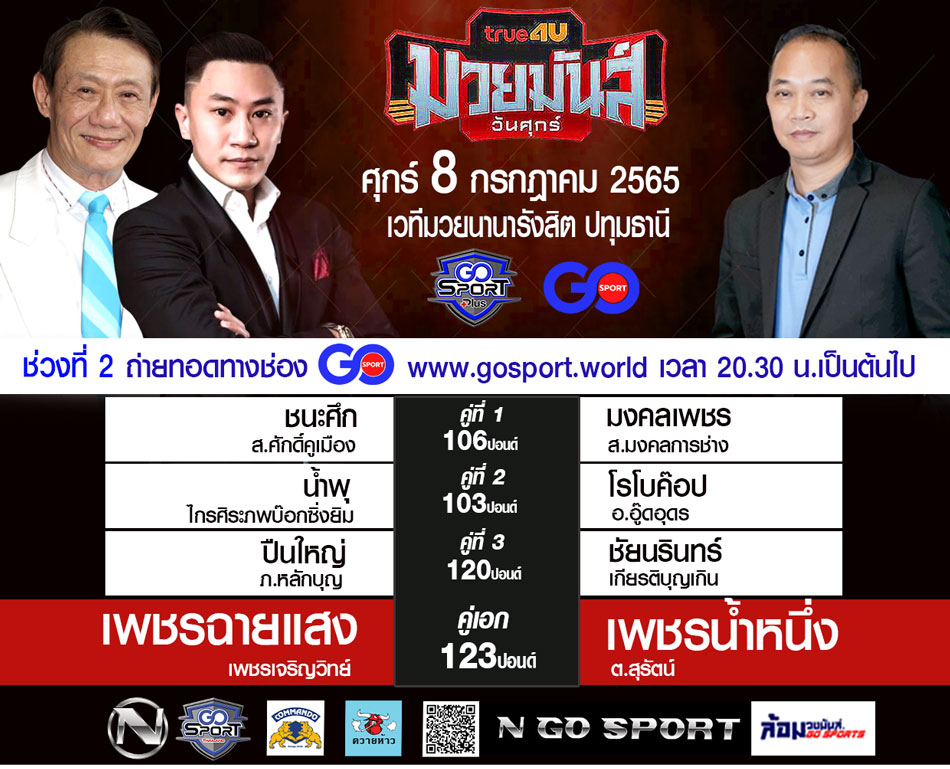 true4U
มวยมันส์
วันศุกร์
ศุกร์ 8 กรกฎาคม 2565
เวทีมวยนานารังสิต ปทุมธานี
GO SPORT Plus
GO SPORT
ช่วงที่ 2 ถ่ายทอดทางช่อง GO SPORT www.gosport.world เวลา 20.30 น.เป็นต้นไป
ชนะศึก คู่ที่ 1 มงคลเพชร
ส.ศักดิ์คูเมือง 106ปอนด์ ส.มงคลการช่าง
น้ำพุ คู่ที่ 2 โรโบค๊อป
ไกรศิระภพบ๊อกซิ่งยิม 103ปอนด์ อ.อู๊ดอุดร
ปืนใหญ่ คู่ที่ 3 ชัยนรินทร์
ภ.หลักบุญ 120ปอนด์ เกียรติบุญเกิน
เพชรฉายแสง คู่เอก เพชรน้ำหนึ่ง
เพชรเจริญวิทย์ 123ปอนด์ ต.สุรัตน์
N GO SPORT COMMANDO ควายห้าว N GO SPORT ล้อมวงมันส์. GO SPORTS